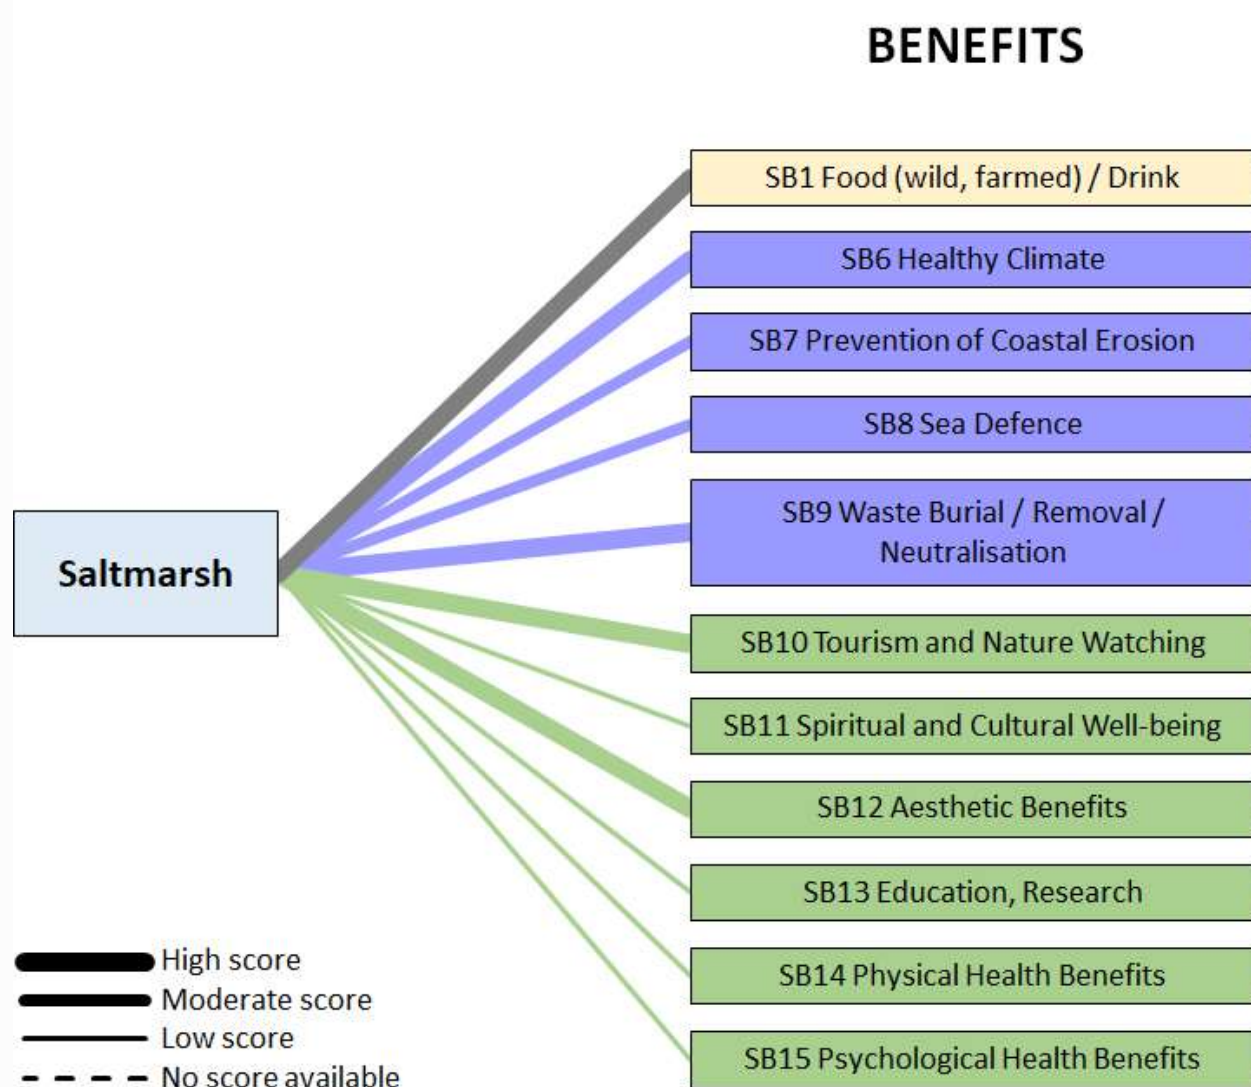 BENEFITS
SB1 Food (wild, farmed) / Drink
SB6 Healthy Climate
SB7 Prevention of Coastal Erosion
SB8 Sea Defence
SB9 Waste Burial / Removal /
Neutralisation
Saltmarsh
SB10 Tourism and Nature Watching
SB11 Spiritual and Cultural Well-being
SB12 Aesthetic Benefits
SB13 Education, Research
SB14 Physical Health Benefits
SB15 Psychological Health Benefits
High score
Moderate score
Low score
No score available